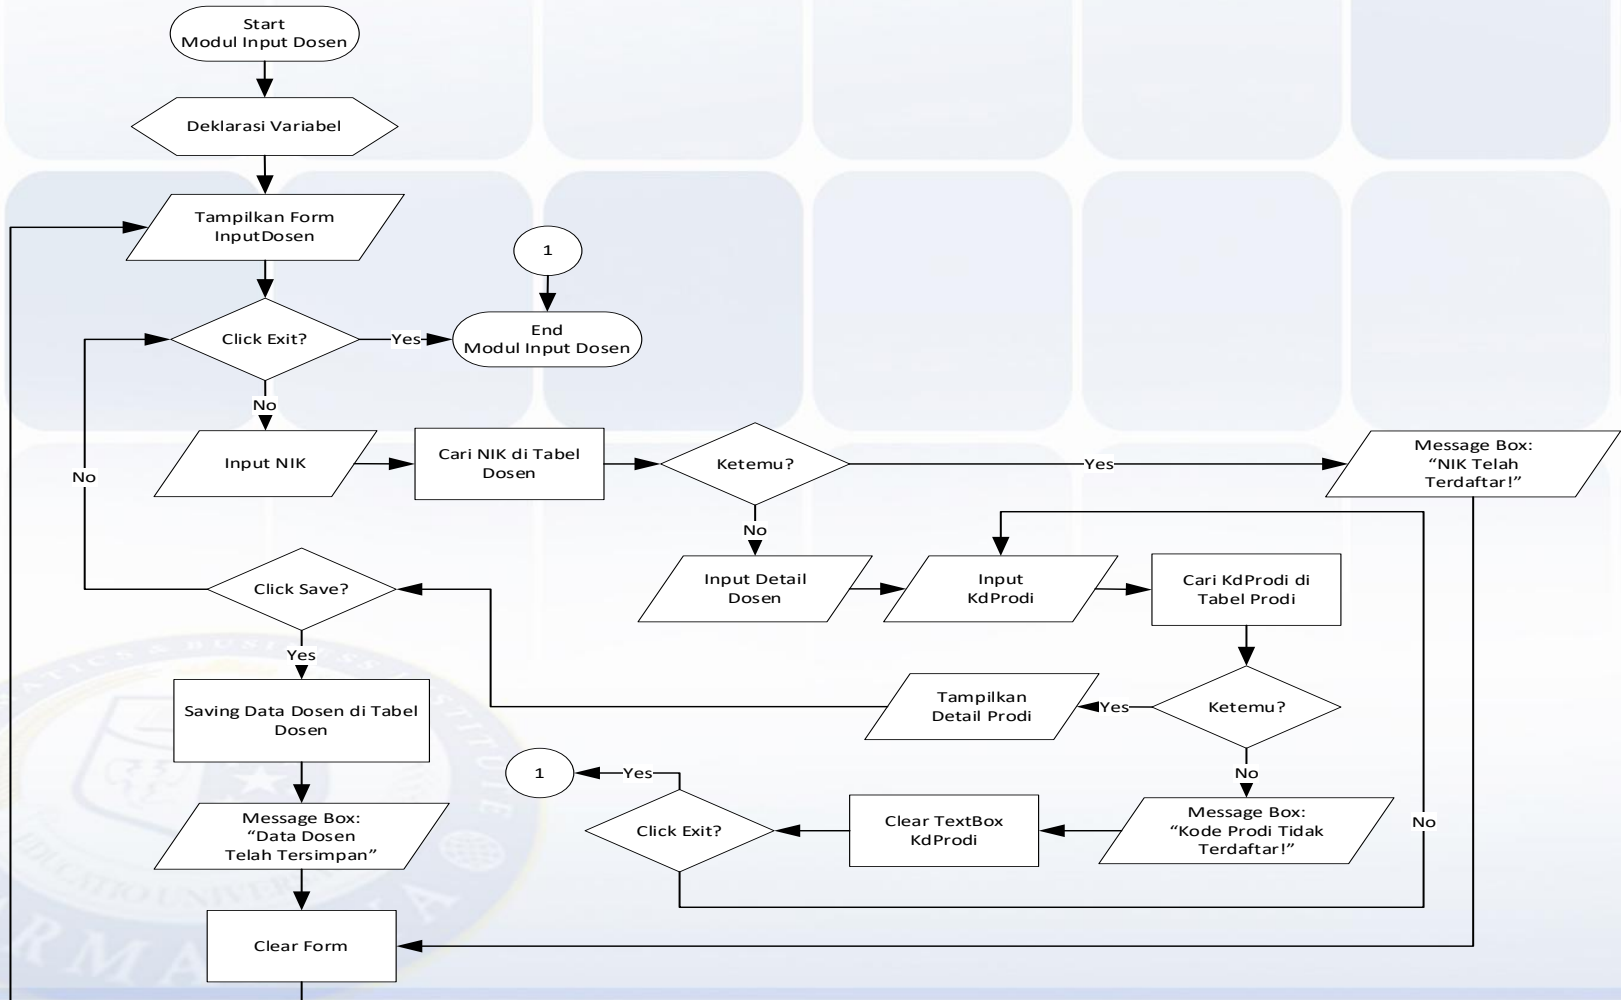 Start
Modul Input Dosen
Deklarasi Variabel
Tampilkan Form
InputDosen
1
Click Exit?
Yes
End
Modul Input Dosen
No
Input NIK
Cari NIK di Tabel
Dosen
Ketemu?
Yes
Message Box:
“NIK Telah
Terdaftar!”
No
No
Click Save?
Input Detail
Dosen
Input
KdProdi
Cari KdProdi di
Tabel Prodi
Yes
Saving Data Dosen di Tabel
Dosen
Tampilkan
Detail Prodi
Yes
Ketemu?
No
1
Yes
Click Exit?
Clear TextBox
KdProdi
Message Box:
“Kode Prodi Tidak
Terdaftar!”
No
Message Box:
“Data Dosen
Telah Tersimpan”
Clear Form